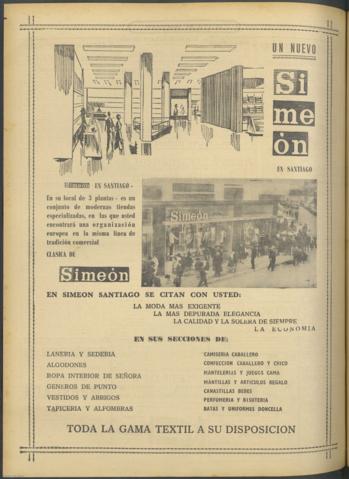 UN NUEVO
Si
me
ón
EN SANTIAGO
Simeón EN SANTIAGO -
En su local de 3 plantas - es un
conjunto de modernas tiendas
especializadas, en las que usted
encontrará una organización
europea en la misma línea de
tradición comercial
CLASICA DE
Simeón
Simeón
EN SIMEON SANTIAGO SE CITAN CON USTED:
LA MODA MAS EXIGENTE
LA MAS DEPURADA ELEGANCIA
LA CALIDAD Y LA SOLERA DE SIEMPRE
LA ECONOMIA
EN SUS SECCIONES DE:
LANERIA Y SEDERIA
ALGODONES
ROPA INTERIOR DE SEÑORA
GENEROS DE PUNTO
VESTIDOS Y ABRIGOS
TAPICERIA Y ALFOMBRAS
CAMISERIA CABALLERO
CONFECCION CABALLERO Y CHICO
MANTELERIAS Y JUEGOS CAMA
MANTILLAS Y ARTICULOS REGALO
CANASTILLAS BEBES
PERFUMERIA Y BISUTERIA
BATAS Y UNIFORMES DONCELLA
TODA LA GAMA TEXTIL A SU DISPOSICION